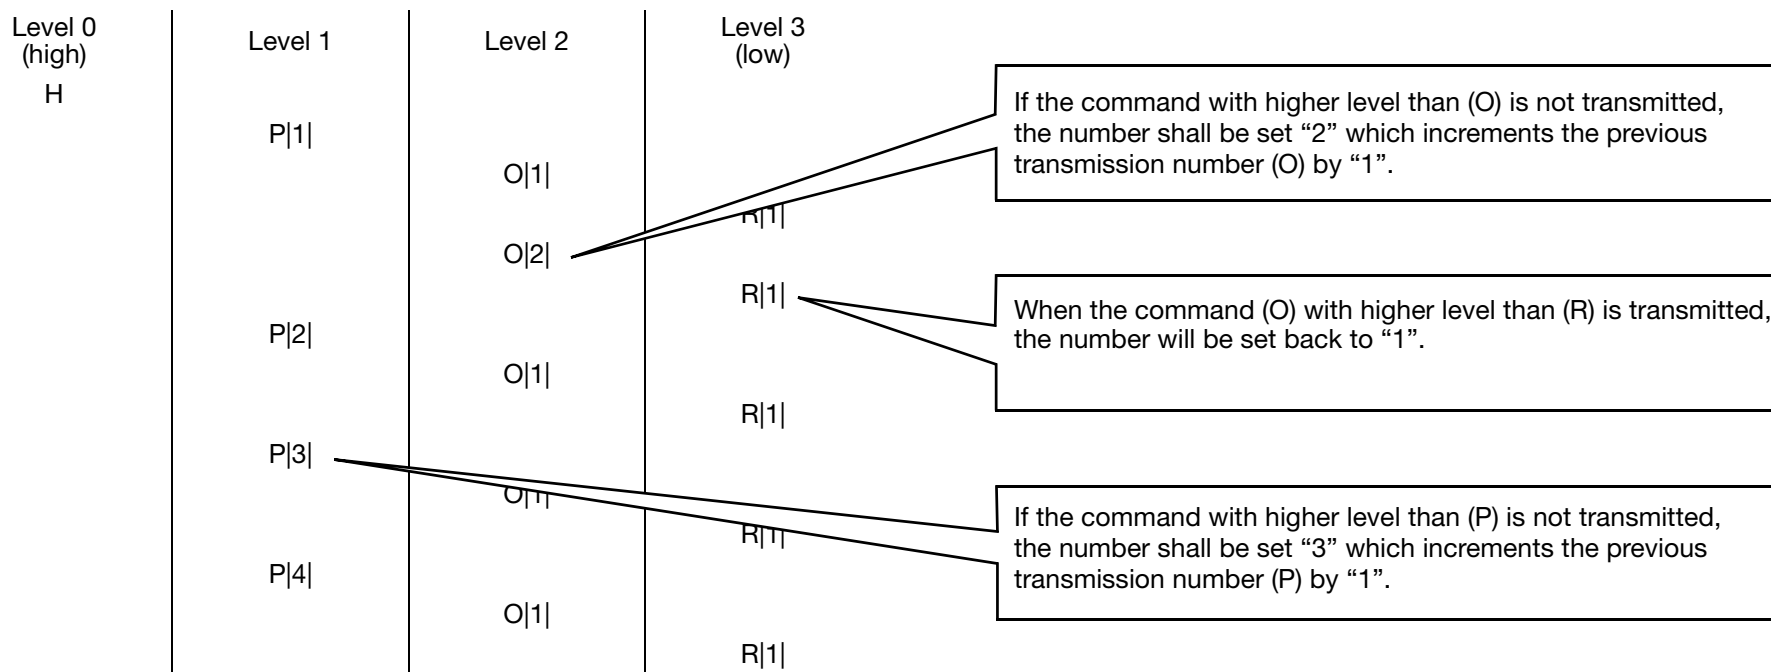 Level 0
(high)
Level 1
Level 2
Level 3
(low)
H
P|1|
O|1|
R|1|
O|2|
R|1|
P|2|
O|1|
R|1|
P|3|
O|1|
R|1|
P|4|
O|1|
R|1|
If the command with higher level than (O) is not transmitted,
the number shall be set “2” which increments the previous
transmission number (O) by “1”.
When the command (O) with higher level than (R) is transmitted,
the number will be set back to “1”.
If the command with higher level than (P) is not transmitted,
the number shall be set “3” which increments the previous
transmission number (P) by “1”.